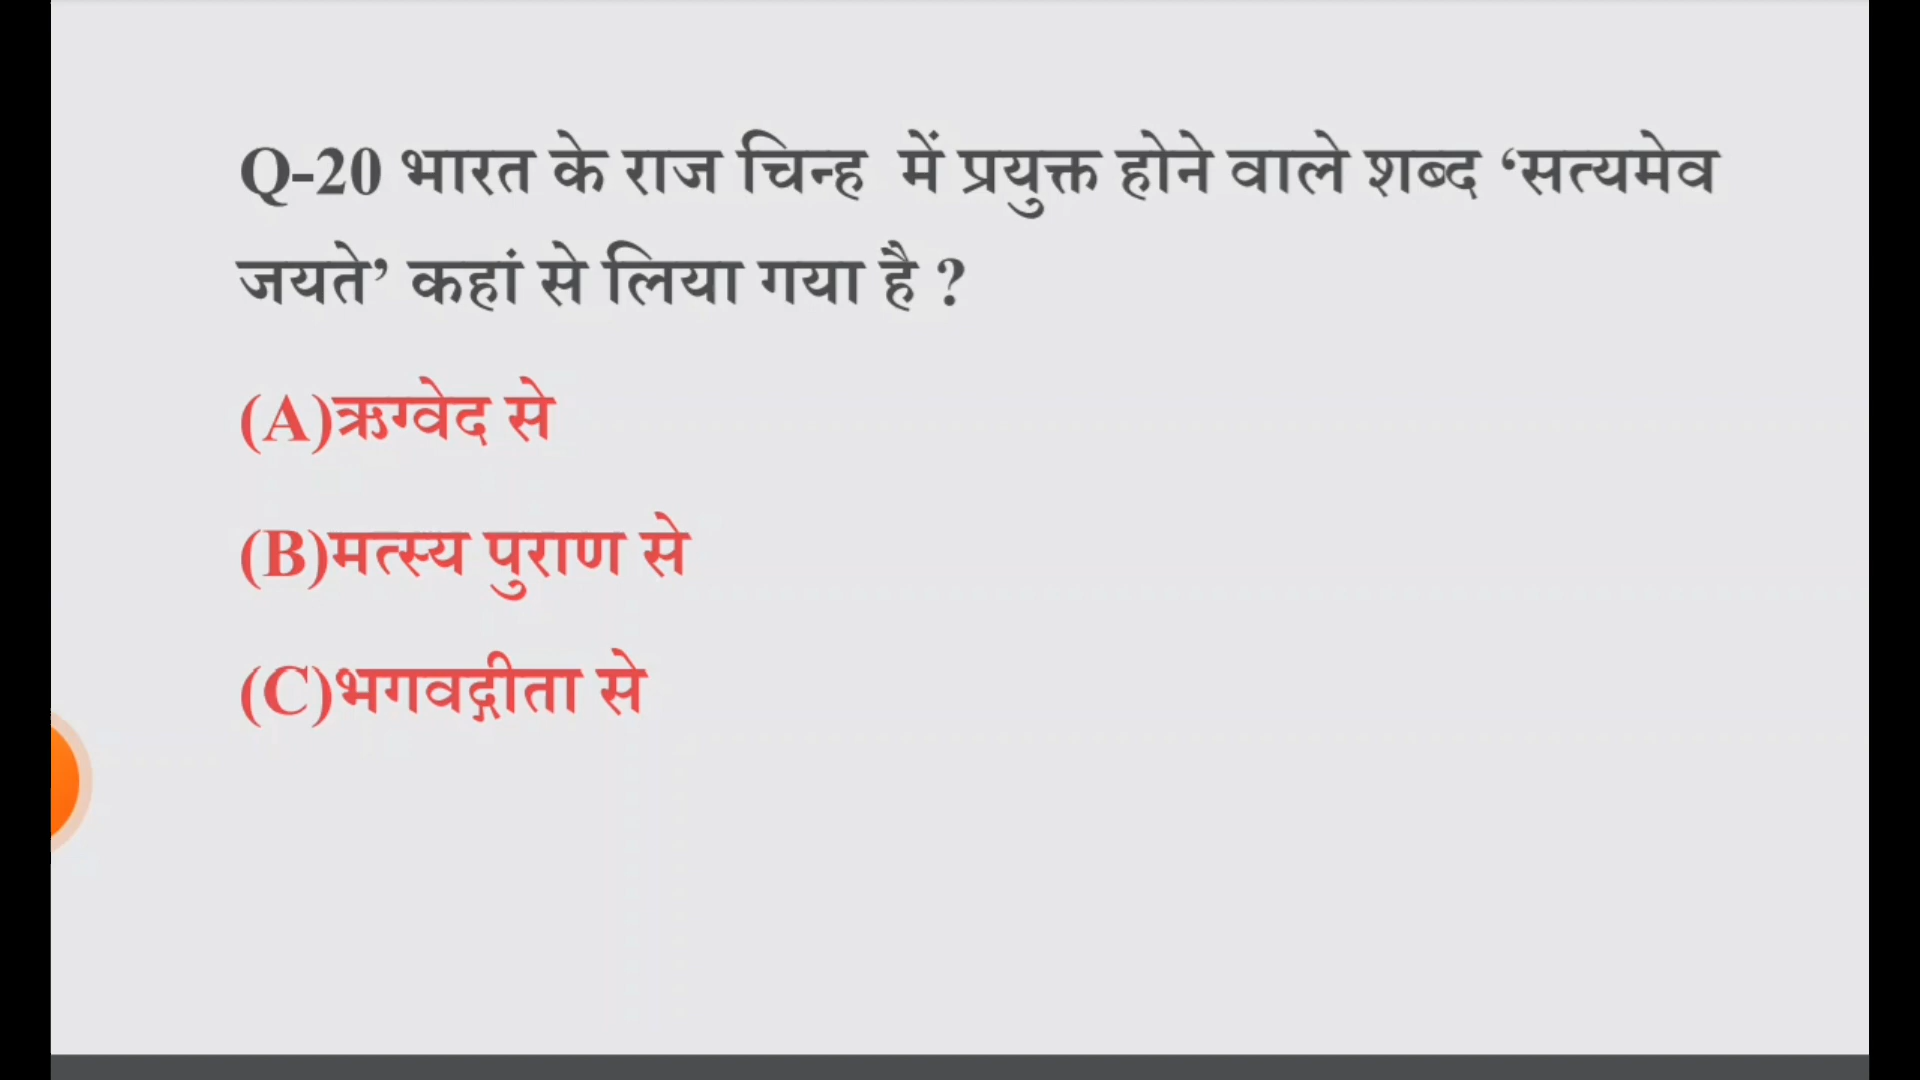 Q-20 भारत के राज चिन्ह में प्रयुक्त होने वाले शब्द ‘सत्यमेव
जयते’ कहां से लिया गया है ?
(A)ऋग्वेद से
(B)मत्स्य पुराण से
(C)भगवद्गीता से